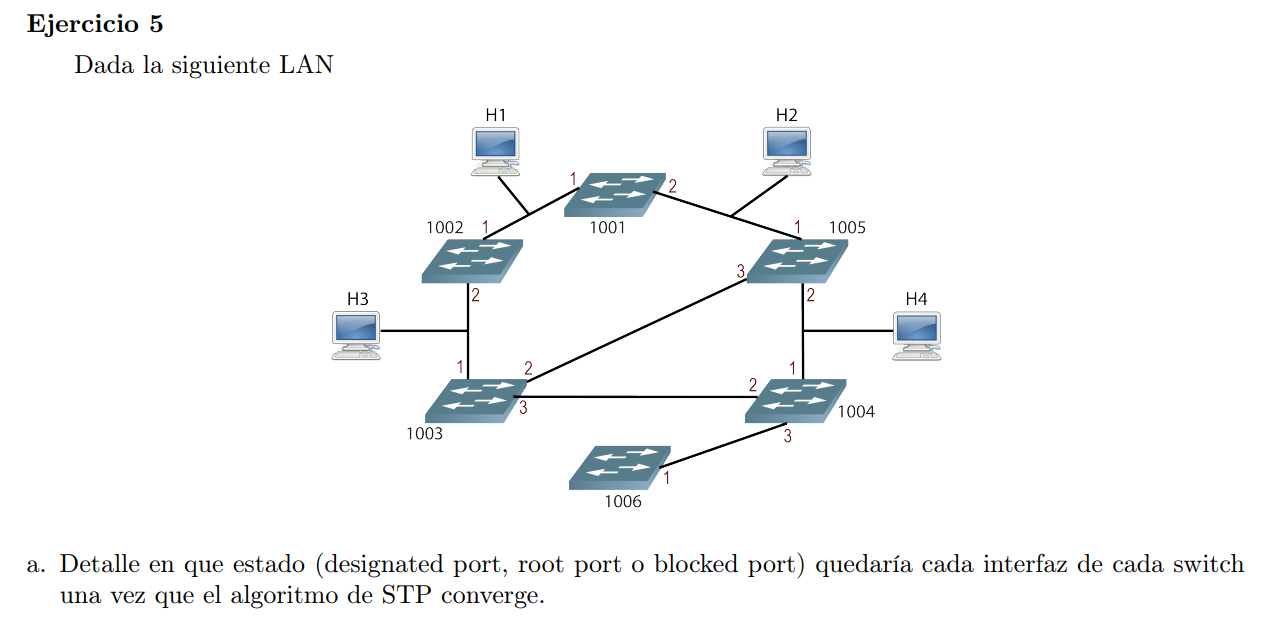 Ejercicio 5
Dada la siguiente LAN
H1
H2
1
2
1002
1
1001
1
1005
3
H3
2
2
H4
1
2
2
1
3
1004
1003
3
1
1006
a. Detalle en que estado (designated port, root port o blocked port) quedaría cada interfaz de cada switch
una vez que el algoritmo de STP converge.